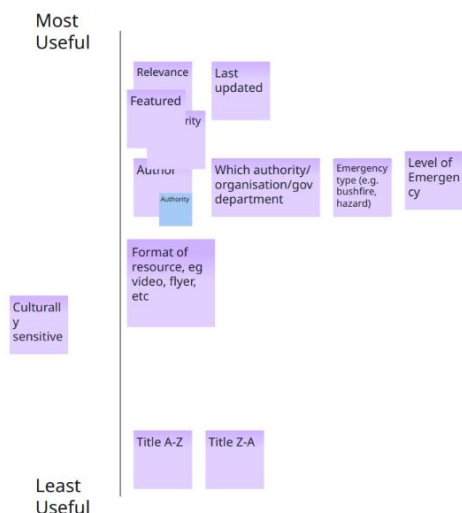 Most
Useful
Relevance
Last
updated
Featured
rity
Author
Which authority/
organisation/gov
department
Emergency
type (e.g.
bushfire,
hazard)
Level of
Emergen
cy
Authority
Format of
resource, eg
video, flyer,
etc
Culturall
y
sensitive
Title A-Z
Title Z-A
Least
Useful